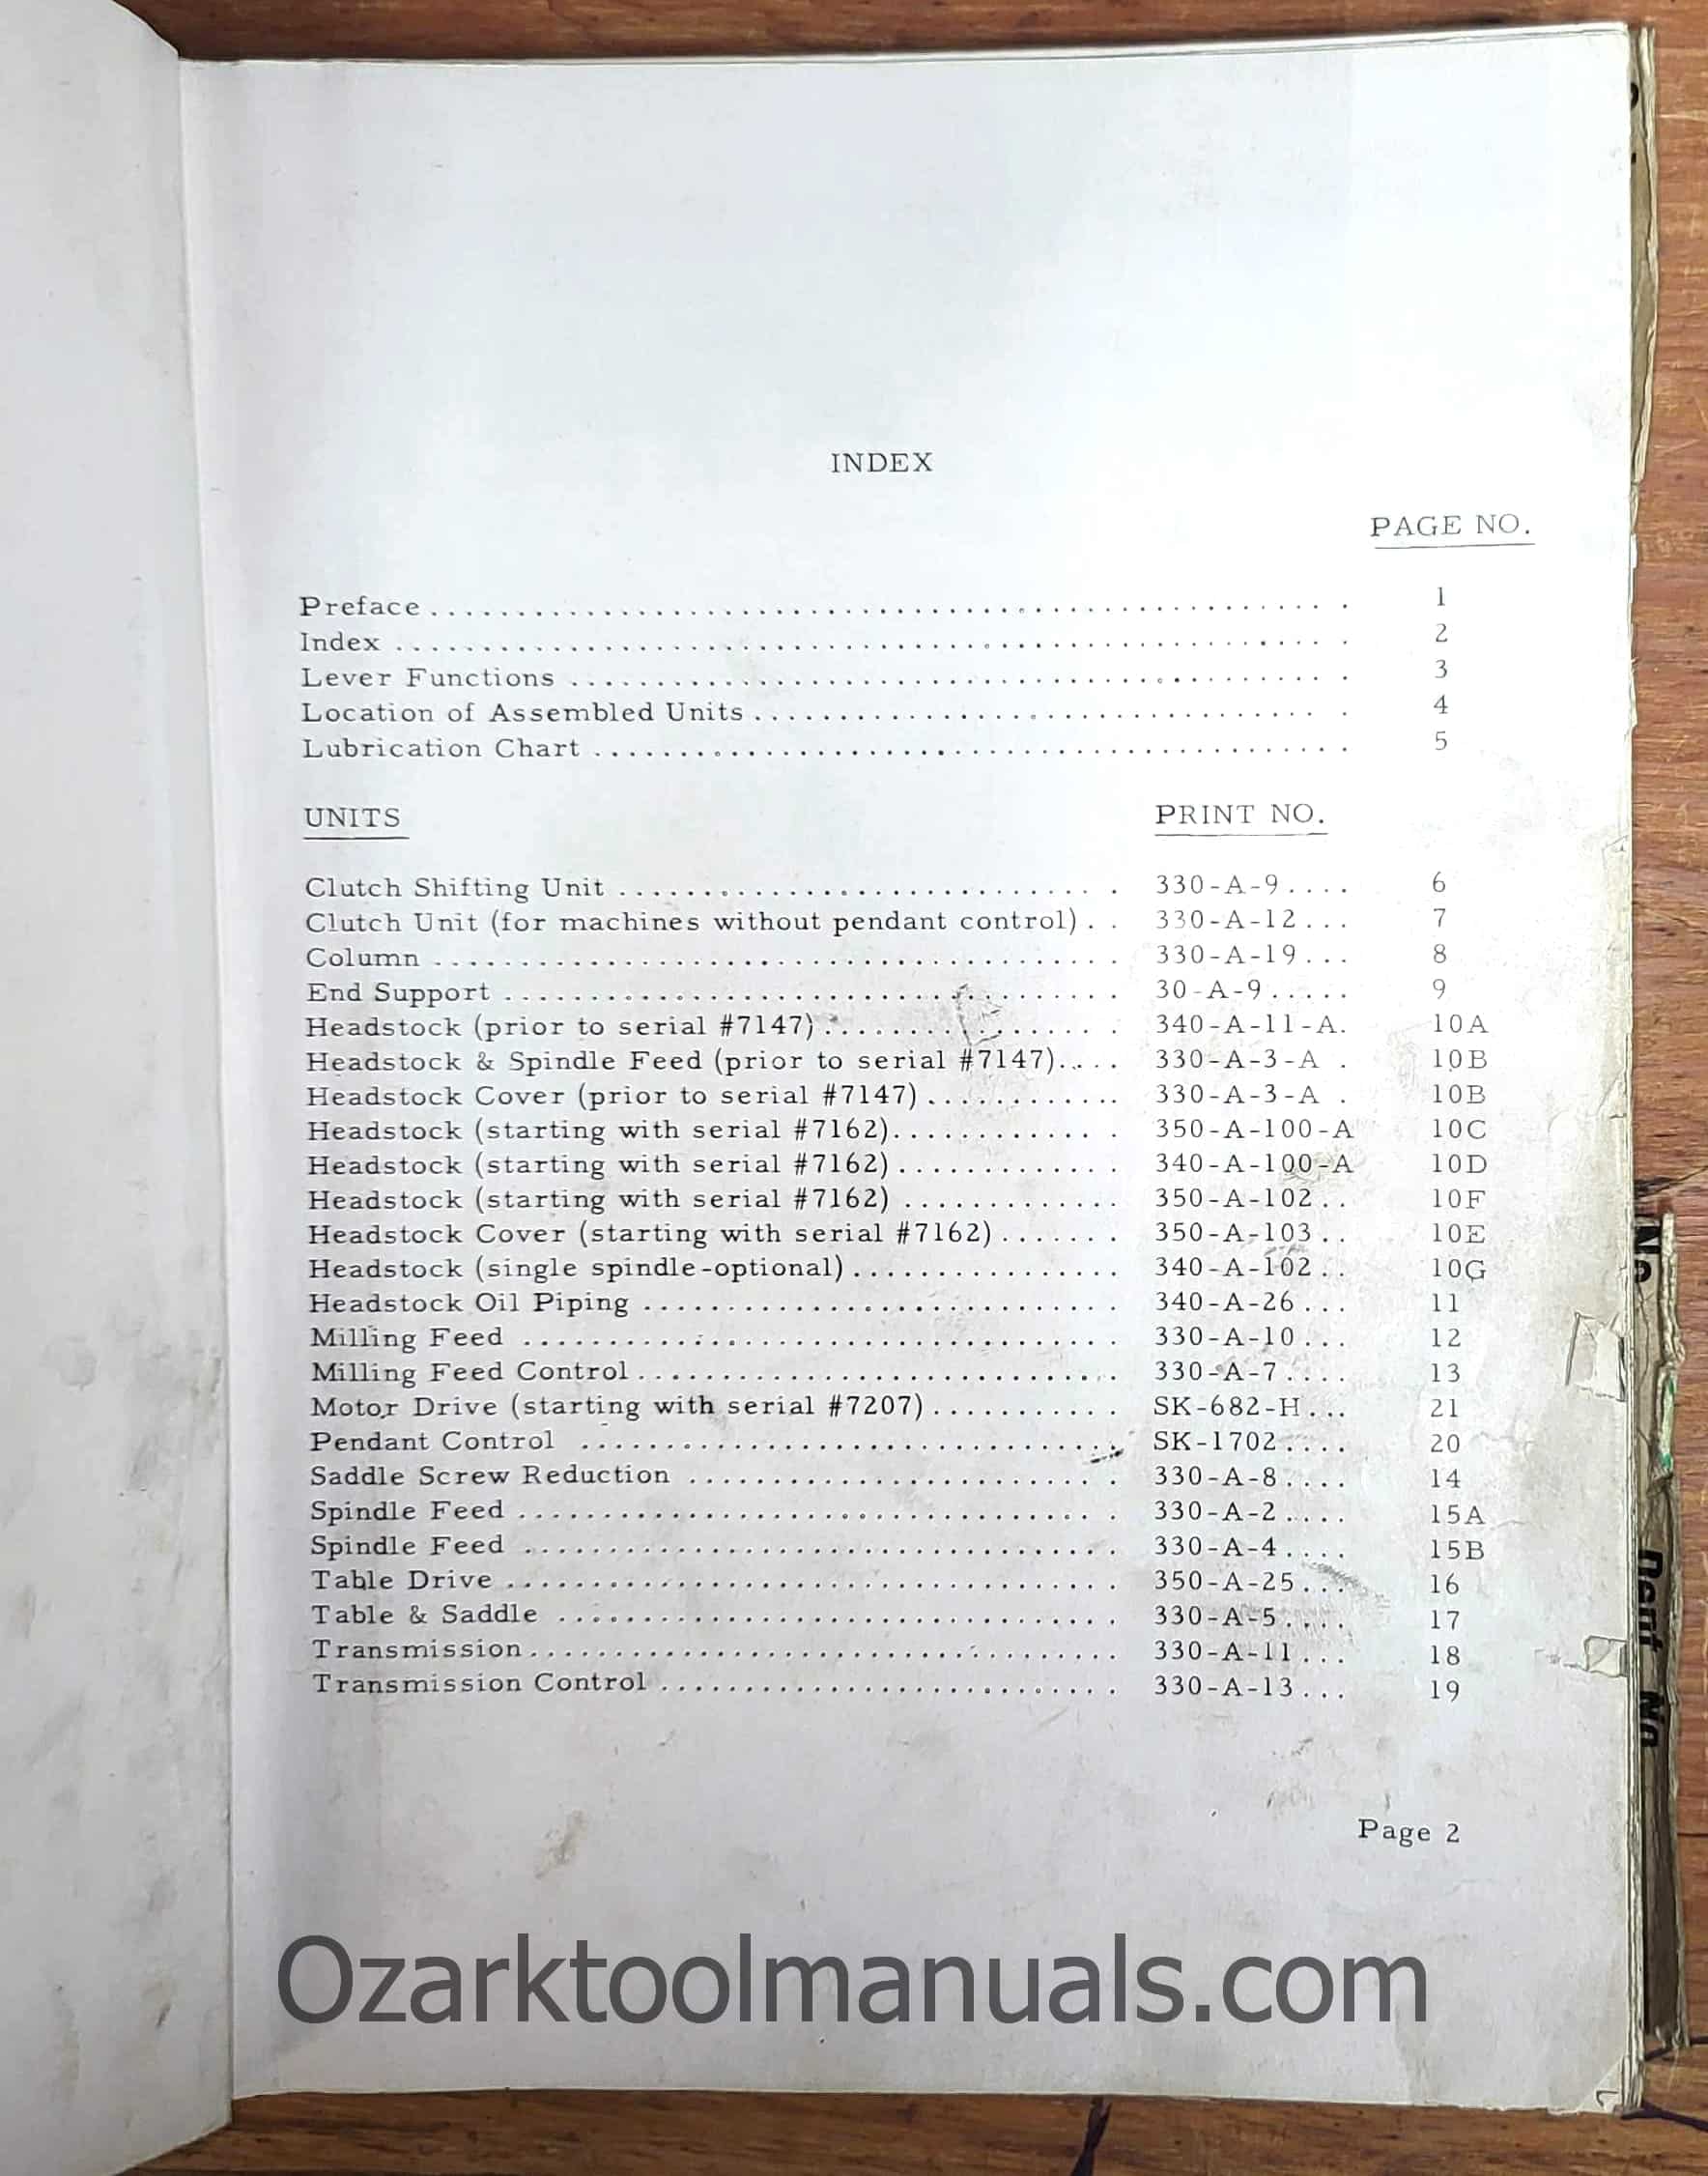 INDEX
PAGE NO.
Preface . . . . . . . . . . . . . . . . . . . . 1
Index . . . . . . . . . . . . . . . . . . . . 2
Lever Functions . . . . . . . . . . . . . . . . . . . . 3
Location of Assembled Units . . . . . . . . . . . . . . . . . . . . 4
Lubrication Chart . . . . . . . . . . . . . . . . . . . . 5
UNITS PRINT NO.
Clutch Shifting Unit . . . . . . . . . . . . . . . . 330-A-9 . . . . 6
Clutch Unit (for machines without pendant control) . . 330-A-12 . . . 7
Column . . . . . . . . . . . . . . . . 330-A-19 . . . 8
End Support . . . . . . . . . . . . . . . . 30-A-9 . . . . . 9
Headstock (prior to serial #7147) . . . . . . . . . . . . 340-A-11-A . 10A
Headstock & Spindle Feed (prior to serial #7147) . . . . 330-A-3-A . 10B
Headstock Cover (prior to serial #7147) . . . . . . . . . . . . 330-A-3-A . 10B
Headstock (starting with serial #7162) . . . . . . . . . . . . 350-A-100-A 10C
Headstock (starting with serial #7162) . . . . . . . . . . . . 340-A-100-A 10D
Headstock (starting with serial #7162) . . . . . . . . . . . . 350-A-102 . . 10F
Headstock Cover (starting with serial #7162) . . . . . . . 350-A-103 . . 10E
Headstock (single spindle-optional) . . . . . . . . . . . . 340-A-102 . . 10G
Headstock Oil Piping . . . . . . . . . . . . . . . . 340-A-26 . . . 11
Milling Feed . . . . . . . . . . . . . . . . 330-A-10 . . . 12
Milling Feed Control . . . . . . . . . . . . . . . . 330-A-7 . . . . 13
Motor Drive (starting with serial #7207) . . . . . . . . . . . SK-682-H . . . 21
Pendant Control . . . . . . . . . . . . . . . . SK-1702 . . . . 20
Saddle Screw Reduction . . . . . . . . . . . . . . . . 330-A-8 . . . . 14
Spindle Feed . . . . . . . . . . . . . . . . 330-A-2 . . . . 15A
Spindle Feed . . . . . . . . . . . . . . . . 330-A-4 . . . . 15B
Table Drive . . . . . . . . . . . . . . . . 350-A-25 . . . 16
Table & Saddle . . . . . . . . . . . . . . . . 330-A-5 . . . . 17
Transmission . . . . . . . . . . . . . . . . 330-A-11 . . . 18
Transmission Control . . . . . . . . . . . . . . . . 330-A-13 . . . 19
Page 2
Ozarktoolmanuals.com
No.
No